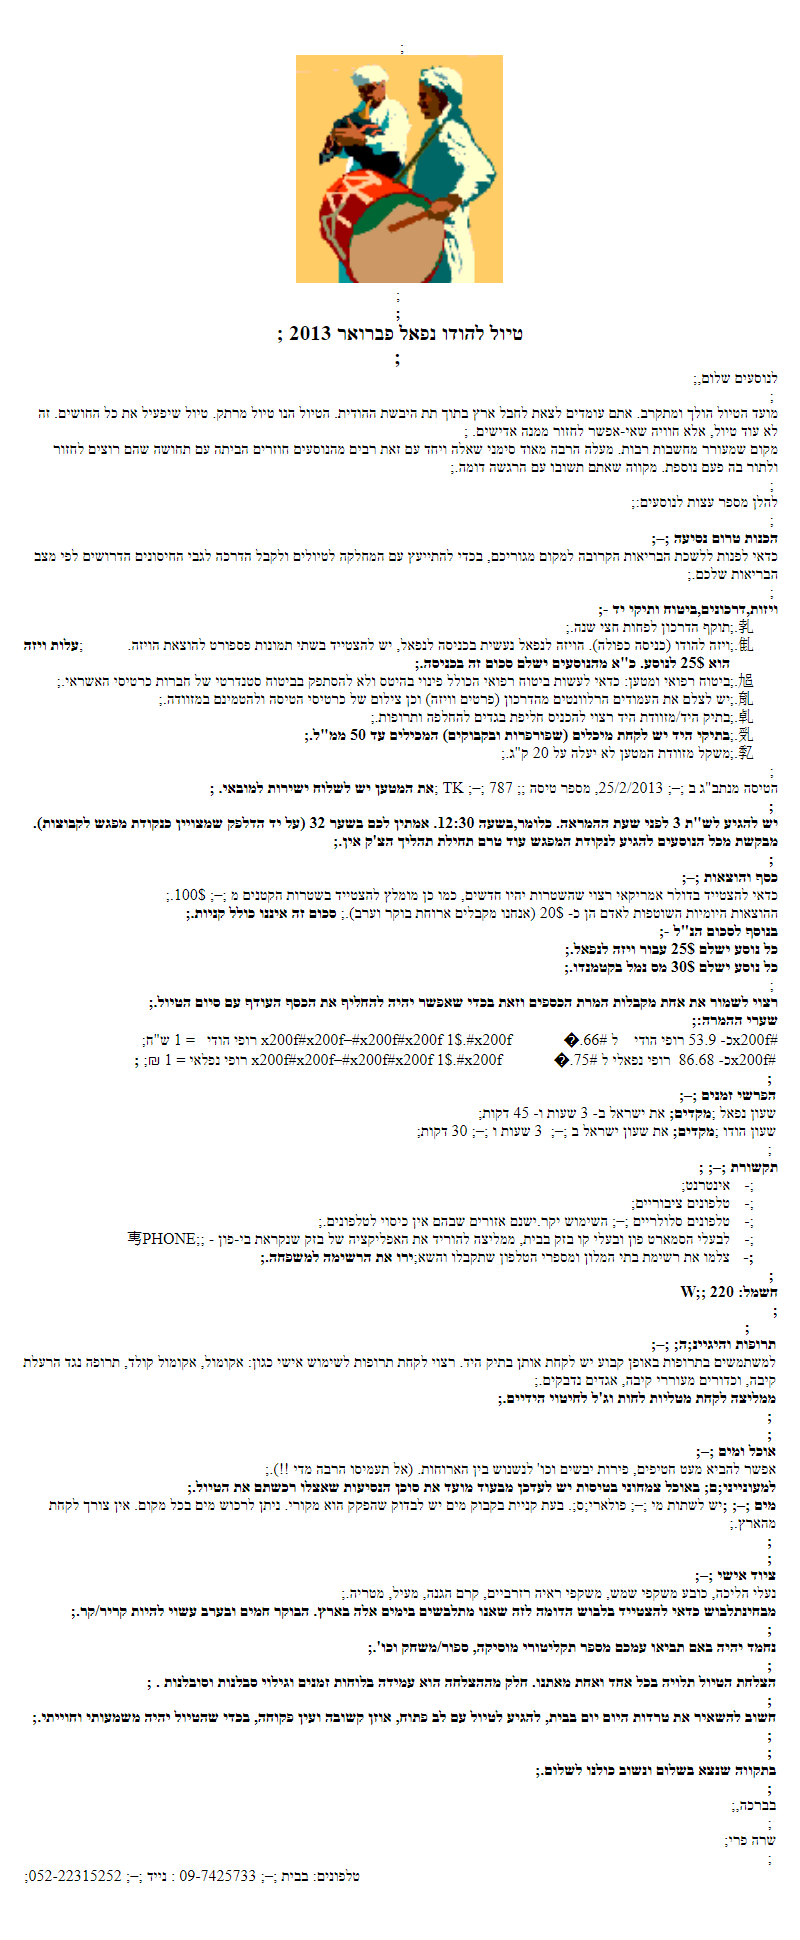 ;
;
;
טיול להודו נפאל פברואר 2013 ;
;
לנוסעים שלום,;
;
מועד הטיול הולך ומתקרב. אתם עומדים לצאת לחבל ארץ בתוך תת היבשת ההודית. הטיול הנו טיול מרתק. טיול שיפעיל את כל החושים. זה
לא עוד טיול, אלא חוויה שאי-אפשר לחזור ממנה אדישים. ;
מקום שמעורר מחשבות רבות. מעלה הרבה מאוד סימני שאלה ויחד עם זאת רבים מהנוסעים חוזרים הביתה עם תחושה שהם רוצים לחזור
ולתור בה פעם נוספת. מקווה שאתם תשובו עם הרגשה דומה.;
;
להלן מספר עצות לנוסעים:;
;
הכנות טרום נסיעה ;–;
כדאי לפנות ללשכת הבריאות הקרובה למקום מגוריכם, בכדי להתייעץ עם המחלקה לטיולים ולקבל הדרכה לגבי החיסונים הדרושים לפי מצב
הבריאות שלכם.;
;
ויזות,דרכונים,ביטוח ותיקי יד -;
.;תוקף הדרכון לפחות חצי שנה.;
.;ויזה להודו (כניסה כפולה). הויזה לנפאל נעשית בכניסה לנפאל, יש להצטייד בשתי תמונות פספורט להוצאת הויזה. ;עלות ויזה
הוא 25$ לנוסע. כ"א מהנוסעים ישלם סכום זה בכניסה.;
.;ביטוח רפואי ומטען: כדאי לעשות ביטוח רפואי הכולל פינוי בהיטס ולא להסתפק בביטוח סטנדרטי של חברות כרטיסי האשראי.;
.;יש לצלם את העמודים הרלוונטים מהדרכון (פרטים וויזה) וכן צילום של כרטיסי הטיסה ולהטמינם במזוודה.;
.;בתיק היד/מזוודת היד רצוי להכניס חליפת בגדים להחלפה ותרופות.;
.;בתיקי היד יש לקחת מיכלים (שפורפרות ובקבוקים) המכילים עד 50 ממ"ל.;
.;משקל מזוודת המטען לא יעלה על 20 ק"ג.;
;
הטיסה מנתב"ג ב ;–; 25/2/2013, מספר טיסה ;; 787 ;–; TK ;את המטען יש לשלוח ישירות למובאי. ;
;
יש להגיע לש"ת 3 לפני שעת ההמראה. כלומר,בשעה 12:30. אמתין לכם בשער 32 (על יד הדלפק שמצויין כנקודת מפגש לקבוצות).
מבקשת מכל הנוסעים להגיע לנקודת המפגש עוד טרם תחילת תהליך הצ'ק אין.;
;
כסף והוצאות ;–;
כדאי להצטייד בדולר אמריקאי רצוי שהשטרות יהיו חדשים, כמו כן מומלץ להצטייד בשטרות הקטנים מ ;–; 100$.;
ההוצאות היומיות השוטפות לאדם הן כ- 20$ (אנחנו מקבלים ארוחת בוקר וערב).; סכום זה איננו כולל קניות.;
בנוסף לסכום הנ"ל -;
כל נוסע ישלם 25$ עבור ויזה לנפאל.;
כל נוסע ישלם 30$ מס נמל בקטמנדו.;
;
רצוי לשמור את אחת מקבלות המרת הכספים וזאת בכדי שאפשר יהיה להחליף את הכסף העודף עם סיום הטיול.;
שערי ההמרה:;
#x200fכ- 53.9 רופי הודי ל #x200f#x200f–#x200f#x200f 1$.#x200f �.66# רופי הודי = 1 ש"ח;
#x200fכ- 86.68 רופי נפאלי ל #x200f#x200f–#x200f#x200f 1$.#x200f �.75# רופי נפלאי = 1 ₪; ;
;
הפרשי זמנים ;–;
שעון נפאל ;מקדים; את ישראל ב- 3 שעות ו- 45 דקות;
שעון הודו ;מקדים; את שעון ישראל ב ;–; 3 שעות ו ;–; 30 דקות;
;
תקשורת ;–; ;
;- אינטרנט;
;- טלפונים ציבוריים;
;- טלפונים סלולריים ;–; השימוש יקר.ישנם אזורים שבהם אין כיסוי לטלפונים.;
;- לבעלי הסמארט פון ובעלי קו בזק בבית, ממליצה להוריד את האפליקציה של בזק שנקראת בי-פון - ;;PHONE
;- צלמו את רשימת בתי המלון ומספרי הטלפון שתקבלו והשא;ירו את הרשימה למשפחה.;
;
חשמל: 220 ;;W
;
;
תרופות והיגיינ;ה; ;–;
למשתמשים בתרופות באופן קבוע יש לקחת אותן בתיק היד. רצוי לקחת תרופות לשימוש אישי כגון: אקומול, אקומול קולד, תרופה נגד הרעלת
קיבה, וכדורים מעוררי קיבה, אגדים נדבקים.;
ממליצה לקחת מטליות לחות וג'ל לחיטוי הידיים.;
;
;
אוכל ומים ;–;
אפשר להביא מעט חטיפים, פירות יבשים וכו' לנשנוש בין הארוחות. (אל תעמיסו הרבה מדי !!).;
למעונייני;ם; באוכל צמחוני בטיסות יש לעדכן מבעוד מועד את סוכן הנסיעות שאצלו רכשתם את הטיול.;
מים ;–; ;יש לשתות מי ;–; פולארי;ס;. בעת קניית בקבוק מים יש לבדוק שהפקק הוא מקורי. ניתן לרכוש מים בכל מקום. אין צורך לקחת
מהארץ.;
;
;
ציוד אישי ;–;
נעלי הליכה, כובע משקפי שמש, משקפי ראיה רזרביים, קרם הגנה, מעיל, מטריה.;
מבחינתלבוש כדאי להצטייד בלבוש הדומה לזה שאנו מתלבשים בימים אלה בארץ. הבוקר חמים ובערב עשוי להיות קריר/קר.;
;
נחמד יהיה באם תביאו עמכם מספר תקליטורי מוסיקה, ספור/משחק וכו'.;
;
הצלחת הטיול תלויה בכל אחד ואחת מאתנו. חלק מההצלחה הוא עמידה בלוחות זמנים וגילוי סבלנות וסובלנות . ;
;
חשוב להשאיר את טרדות היום יום בבית, להגיע לטיול עם לב פתוח, אוזן קשובה ועין פקוחה, בכדי שהטיול יהיה משמעותי וחווייתי.;
;
;
בתקווה שנצא בשלום ונשוב כולנו לשלום.;
;
בברכה,;
;
שרה פרי;
;
טלפונים: בבית ;–; 09-7425733 : נייד ;–; 052-22315252;